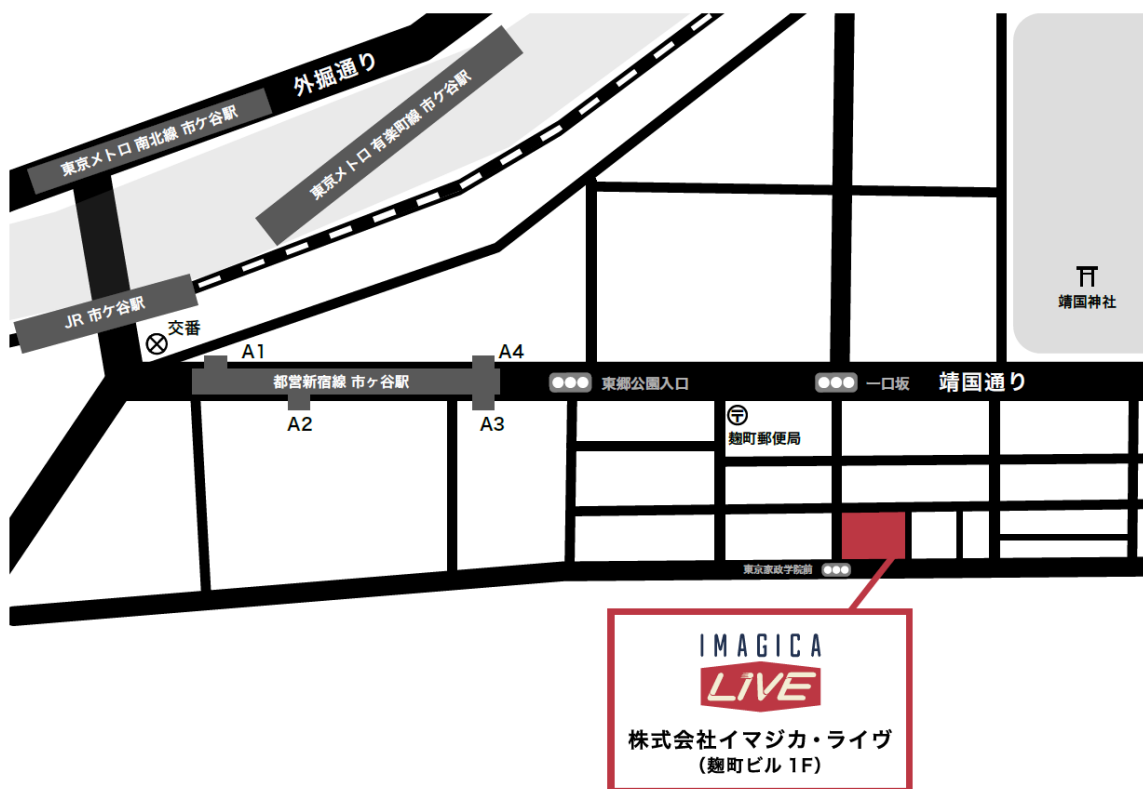 外掘通り
東京メトロ 南北線 市ケ谷駅
東京メトロ 有楽町線 市ケ谷駅
JR 市ケ谷駅
交番
靖国神社
A1
A4
都営新宿線 市ヶ谷駅
東郷公園入口
一口坂
靖国通り
A2
A3
〒
麹町郵便局
東京家政学院前
IMAGICA
LiVE
株式会社イマジカ・ライヴ
（麹町ビル 1F）